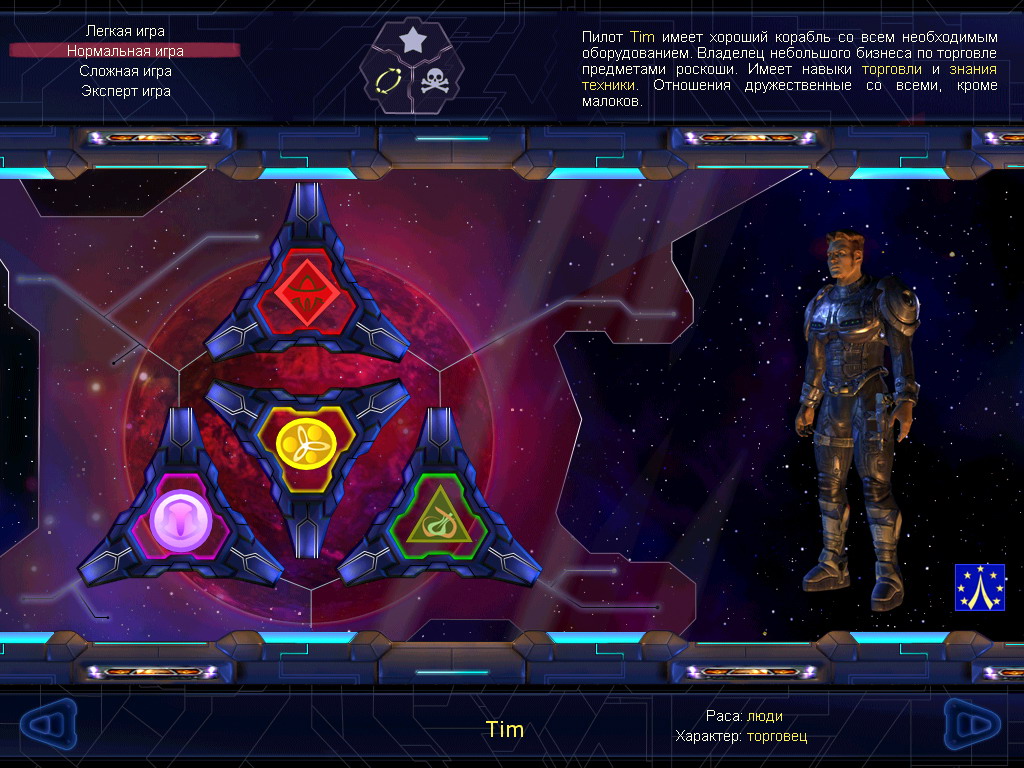 Легкая игра
Нормальная игра
Сложная игра
Эксперт игра
Пилот Tim имеет хороший корабль со всем необходимым
оборудованием. Владелец небольшого бизнеса по торговле
предметами роскоши. Имеет навыки торговли и знания
техники. Отношения дружественные со всеми, кроме
малоков.
Tim
Раса: люди
Характер: торговец